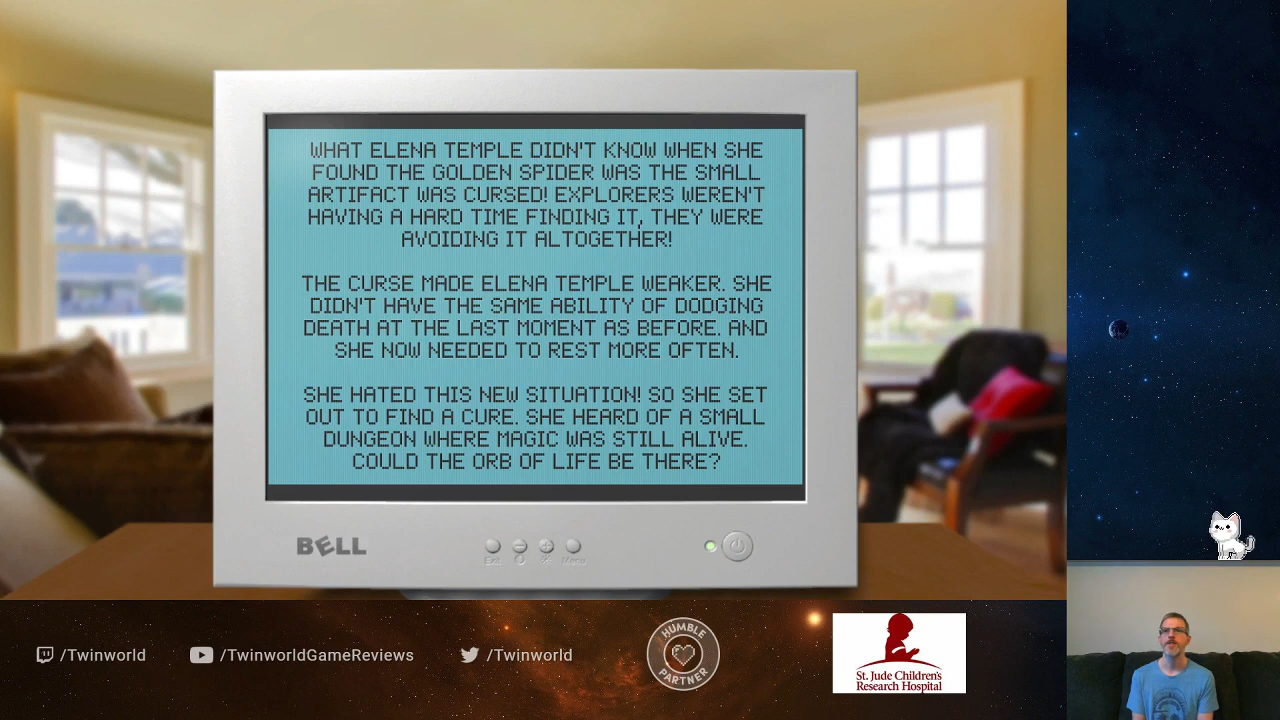 WHAT ELENA TEMPLE DIDN'T KNOW WHEN SHE
FOUND THE GOLDEN SPIDER WAS THE SMALL
ARTIFACT WAS CURSED! EXPLORERS WEREN'T
HAVING A HARD TIME FINDING IT, THEY WERE
AVOIDING IT ALTOGETHER!
THE CURSE MADE ELENA TEMPLE WEAKER. SHE
DIDN'T HAVE THE SAME ABILITY OF DODGING
DEATH AT THE LAST MOMENT AS BEFORE. AND
SHE NOW NEEDED TO REST MORE OFTEN.
SHE HATED THIS NEW SITUATION! SO SHE SET
OUT TO FIND A CURE. SHE HEARD OF A SMALL
DUNGEON WHERE MAGIC WAS STILL ALIVE.
COULD THE ORB OF LIFE BE THERE?
BELL
Exit
Menu
/Twinworld
/TwinworldGameReviews
/Twinworld
HUMBLE
PARTNER
St. Jude Children's
Research Hospital